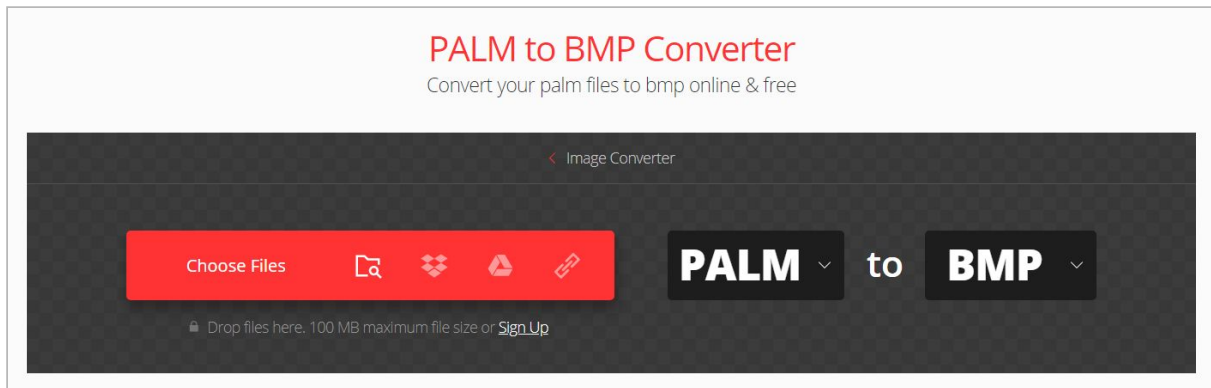 PALM to BMP Converter
Convert your palm files to bmp online & free
Image Converter
Choose Files
PALM to BMP
Drop files here. 100 MB maximum file size or Sign Up